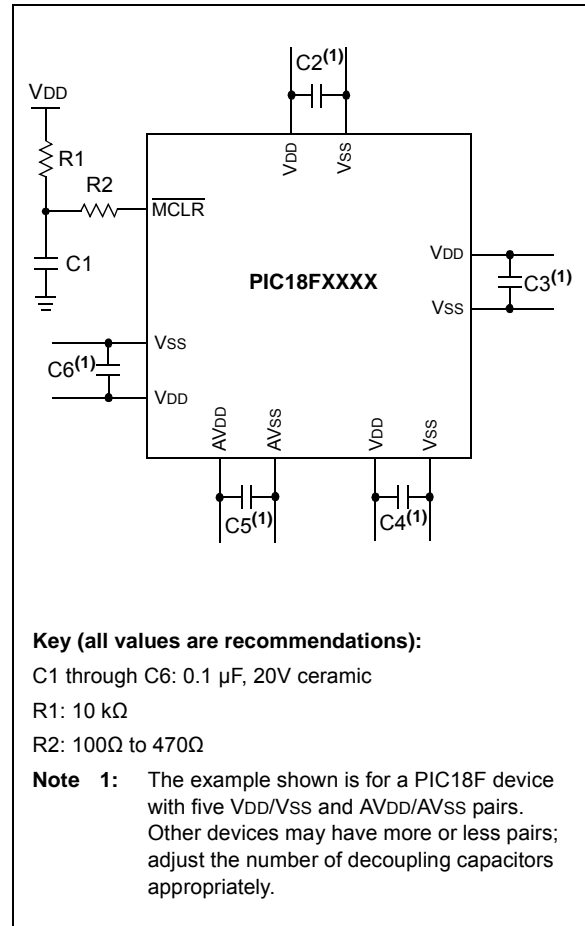 C2(1)
VDD
VDD
VSS
R1
R2
MCLR
C1
VDD
PIC18FXXXX
C3(1)
VSS
VSS
C6(1)
VDD
AVDD
AVSS
VDD
VSS
C5(1)
C4(1)
Key (all values are recommendations):
C1 through C6: 0.1 µF, 20V ceramic
R1: 10 kΩ
R2: 100Ω to 470Ω
Note 1: The example shown is for a PIC18F device
with five VDD/VSS and AVDD/AVSS pairs.
Other devices may have more or less pairs;
adjust the number of decoupling capacitors
appropriately.